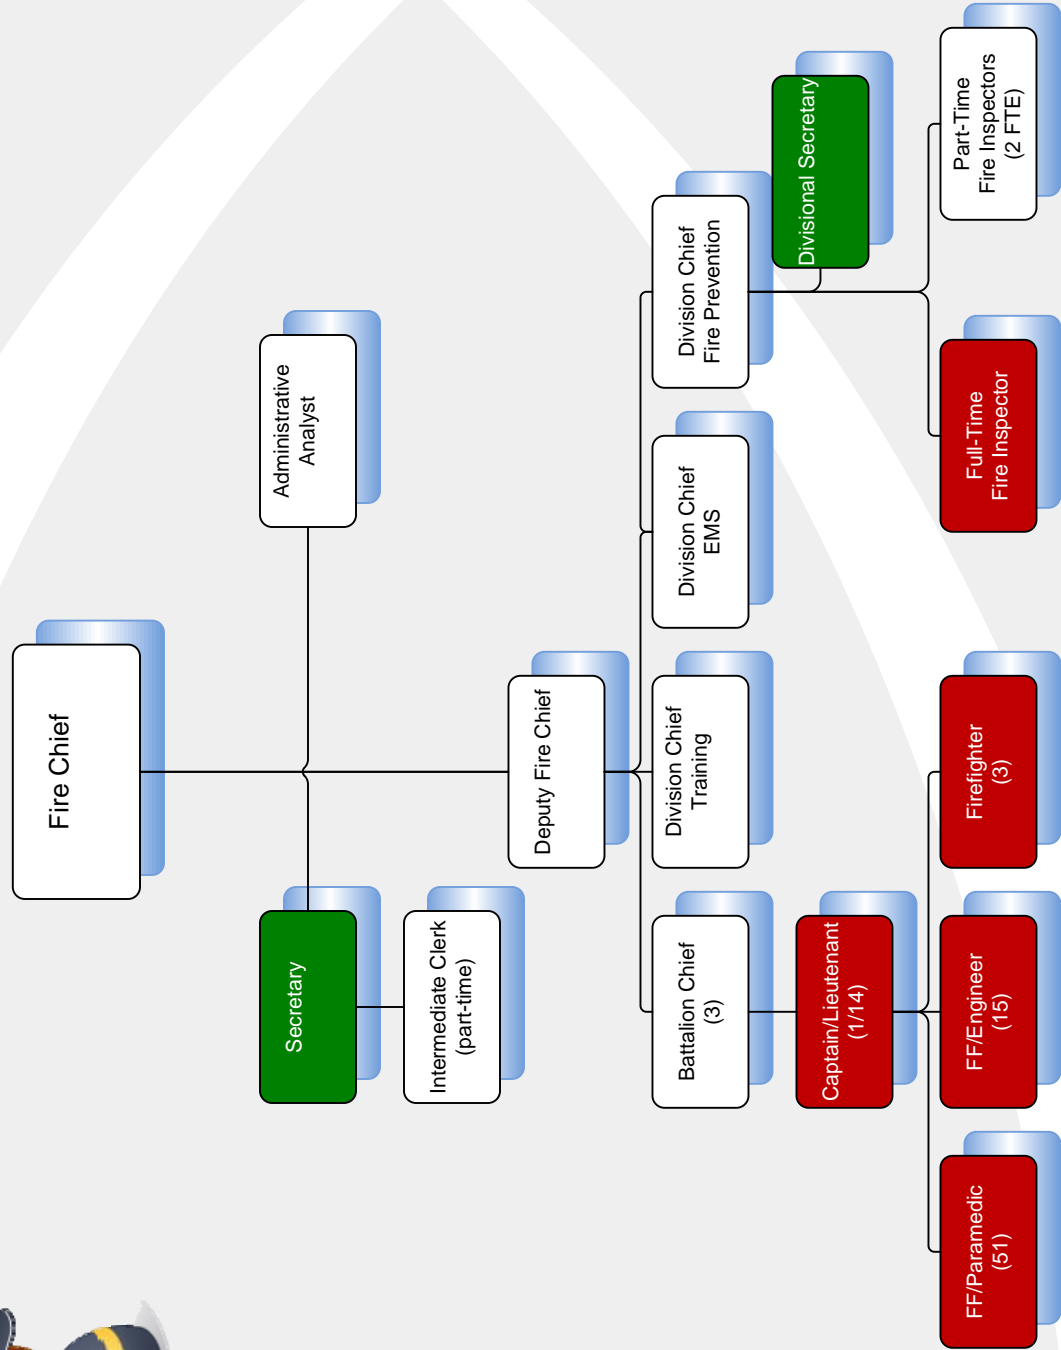 Fire Chief
Secretary
Administrative
Analyst
Intermediate Clerk
(part-time)
Deputy Fire Chief
Battalion Chief
(3)
Division Chief
Training
Division Chief
EMS
Division Chief
Fire Prevention
Captain/Lieutenant
(1/14)
Divisional Secretary
FF/Paramedic
(51)
FF/Engineer
(15)
Firefighter
(3)
Full-Time
Fire Inspector
Part-Time
Fire Inspectors
(2 FTE)